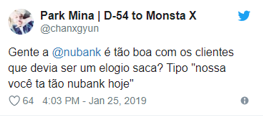 Park Mina | D-54 to Monsta X
@chanxgyun
Gente a @nubank é tão boa com os clientes
que devia ser um elogio saca? Tipo "nossa
você ta tão nubank hoje"
64 4:03 PM - Jan 25, 2019